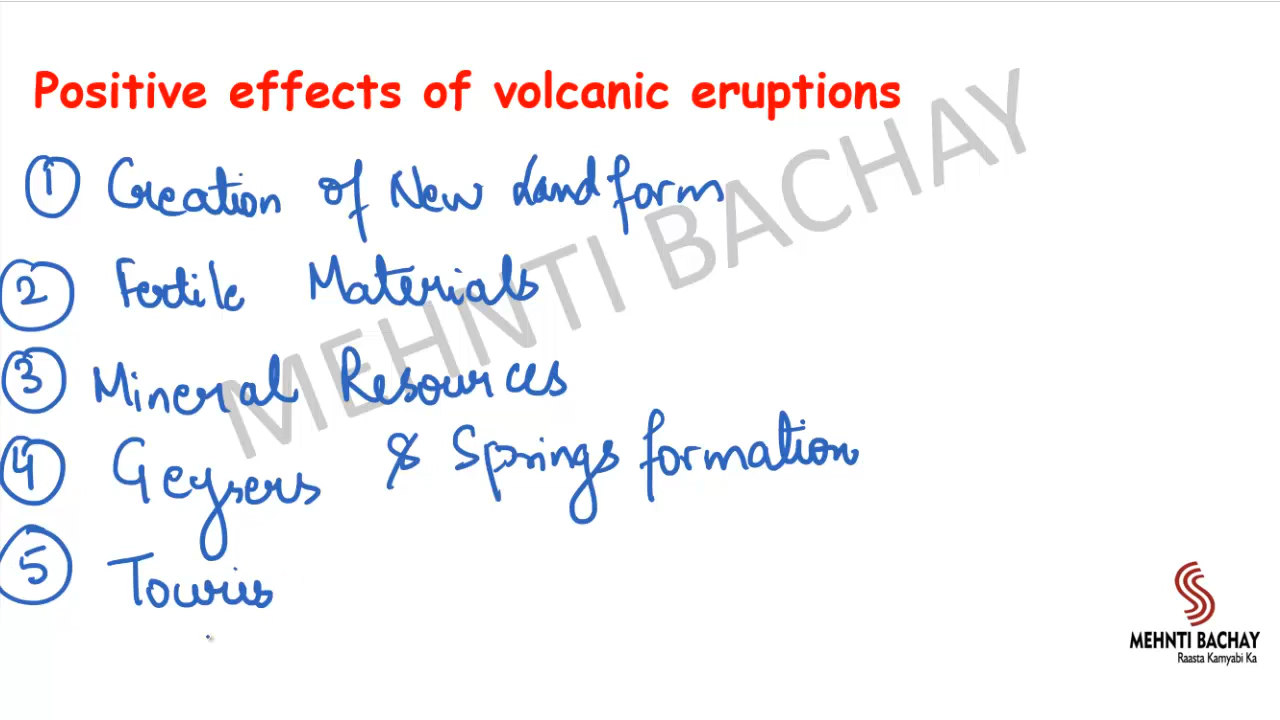 Positive effects of volcanic eruptions
① Creation of New Landform
② Fertile Materials
③ Mineral Resources
④ Geysers & Springs formation
⑤ Touris
MEHNTI BACHAY
MEHNTI BACHAY
Raasta Kamyabi Ka